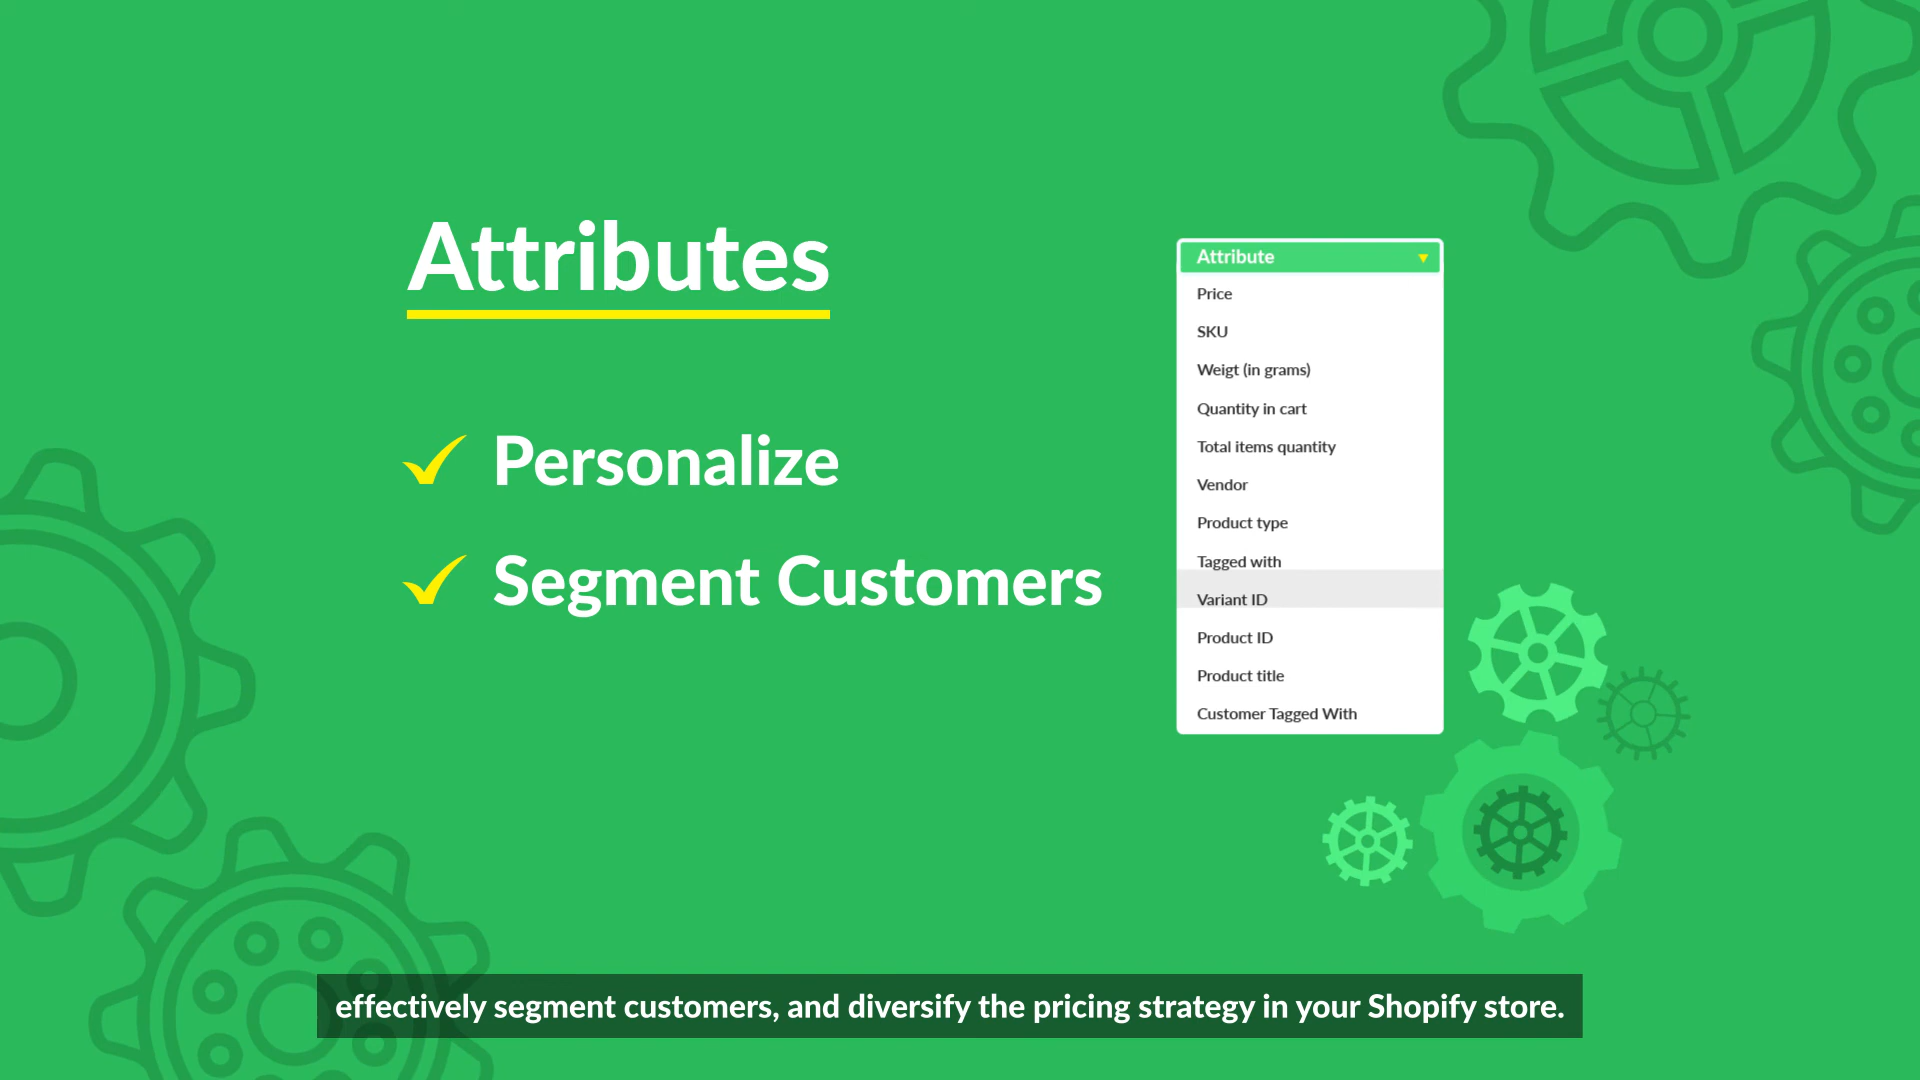 Attributes
Personalize
Segment Customers
Attribute
Price
SKU
Weigt (in grams)
Quantity in cart
Total items quantity
Vendor
Product type
Tagged with
Variant ID
Product ID
Product title
Customer Tagged With
effectively segment customers, and diversify the pricing strategy in your Shopify store.